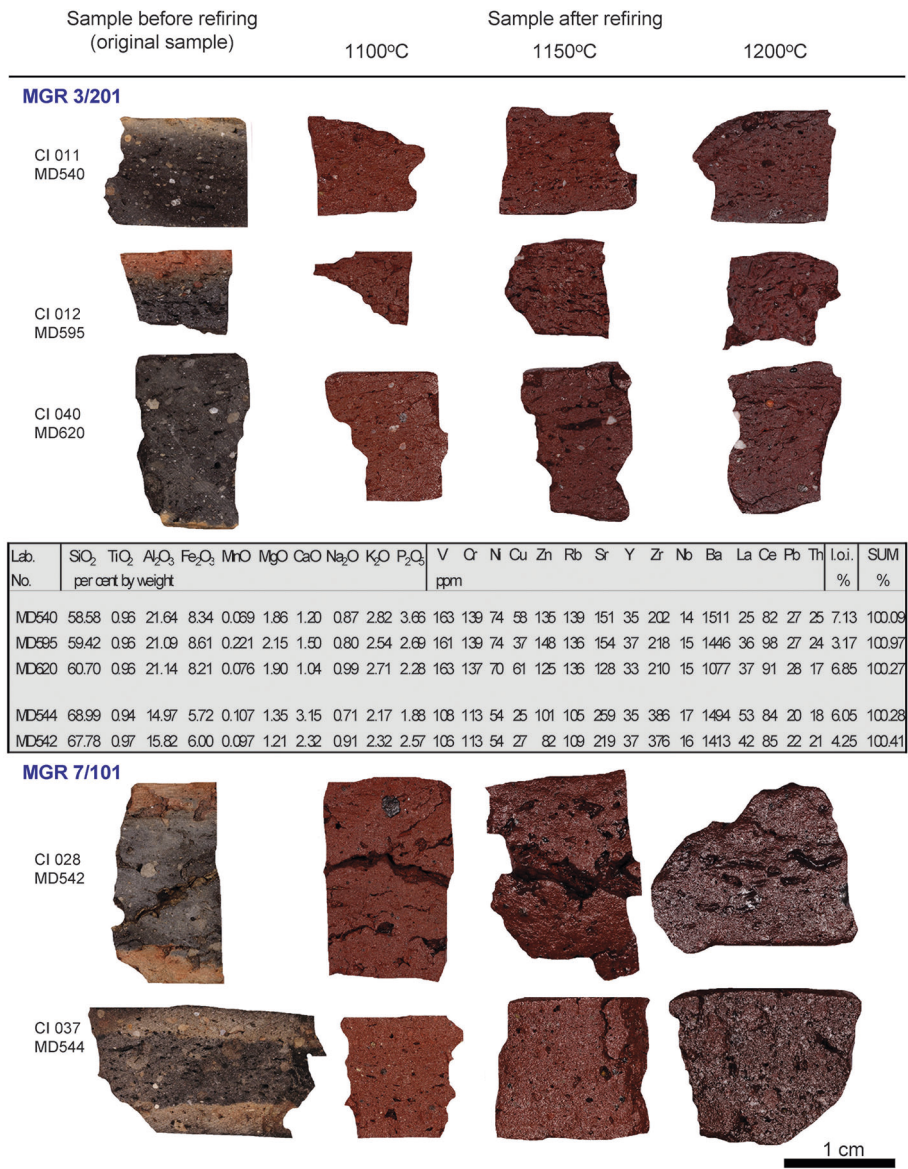 Sample before refiring
(original sample)
Sample after refiring
1100ºC 1150ºC 1200ºC
MGR 3/201
CI 011
MD540
CI 012
MD595
CI 040
MD620
Lab. SiO₂ TiO₂ Al₂O₃ Fe₂O₃ MnO MgO CaO Na₂O K₂O P₂O₅ V Cr Ni Cu Zn Rb Sr Y Zr Nb Ba La Ce Pb Th l.o.i. SUM
No. per cent by weight ppm % %
MD540 58.58 0.96 21.64 8.34 0.069 1.86 1.20 0.87 2.82 3.66 163 139 74 58 135 139 151 35 202 14 1511 25 82 27 25 7.13 100.09
MD595 59.42 0.96 21.09 8.61 0.221 2.15 1.50 0.80 2.54 2.69 161 137 74 37 148 136 154 36 208 15 1446 36 98 27 24 3.17 100.97
MD620 60.70 0.96 21.14 8.21 0.076 1.90 1.04 0.99 2.71 2.28 163 137 70 61 125 136 128 33 210 15 1077 37 91 28 17 6.85 100.27
MD544 68.99 0.94 14.97 5.72 0.107 1.35 3.15 0.71 2.17 1.88 108 113 54 25 101 105 259 35 386 17 1494 53 84 20 18 6.05 100.28
MD542 67.78 0.97 15.82 6.00 0.097 1.21 2.32 0.91 2.32 2.57 106 113 54 27 82 109 219 37 376 16 1413 42 85 22 21 4.25 100.41
MGR 7/101
CI 028
MD542
CI 037
MD544
1 cm